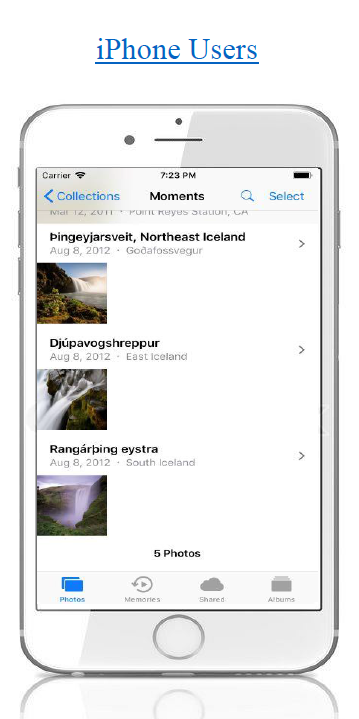 iPhone Users
Carrier 7:23 PM
Collections Moments Select
Mar 12, 2011 · Point Reyes Station, CA
Þingeyjarsveit, Northeast Iceland
Aug 8, 2012 · Goðafossvegur
Djúpavogshreppur
Aug 8, 2012 · East Iceland
Rangárþing eystra
Aug 8, 2012 · South Iceland
5 Photos
Photos Memories Shared Albums